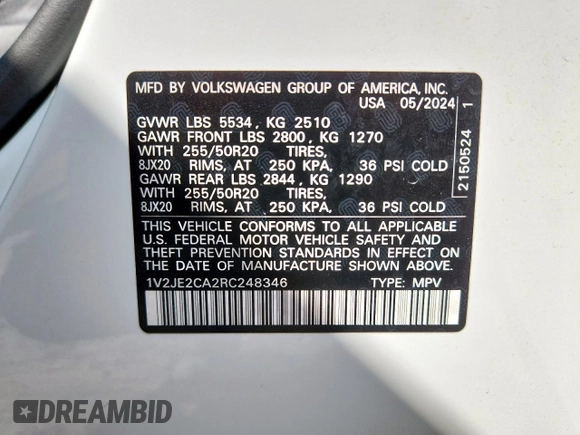 MFD BY VOLKSWAGEN GROUP OF AMERICA, INC.
USA 05/2024
GVWR LBS 5534, KG 2510
GAWR FRONT LBS 2800, KG 1270
WITH 255/50R20 TIRES,
8JX20 RIMS, AT 250 KPA, 36 PSI COLD
GAWR REAR LBS 2844, KG 1290
WITH 255/50R20 TIRES,
8JX20 RIMS, AT 250 KPA, 36 PSI COLD
2150524 1
THIS VEHICLE CONFORMS TO ALL APPLICABLE
U.S. FEDERAL MOTOR VEHICLE SAFETY AND
THEFT PREVENTION STANDARDS IN EFFECT ON THE
DATE OF MANUFACTURE SHOWN ABOVE.
1V2JE2CA2RC248346 TYPE: MPV
DREAMBID